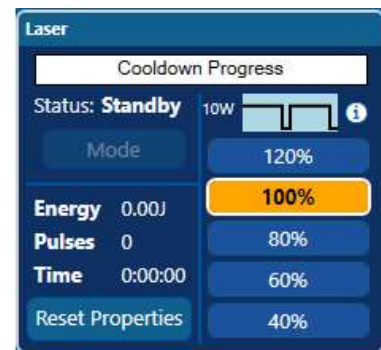 Laser
Cooldown Progress
Status: Standby
10W
i
Mode
120%
100%
80%
60%
40%
Energy 0.00J
Pulses 0
Time 0:00:00
Reset Properties